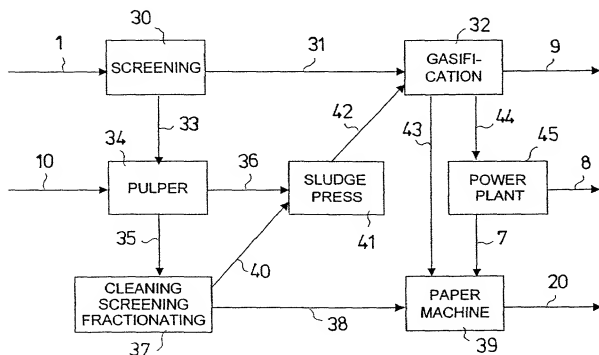 30
32
1
SCREENING
31
GASIFI-
CATION
9
33
42
43
44
45
34
10
PULPER
36
SLUDGE
PRESS
41
POWER
PLANT
8
35
40
7
CLEANING
SCREENING
FRACTIONATING
37
38
PAPER
MACHINE
39
20